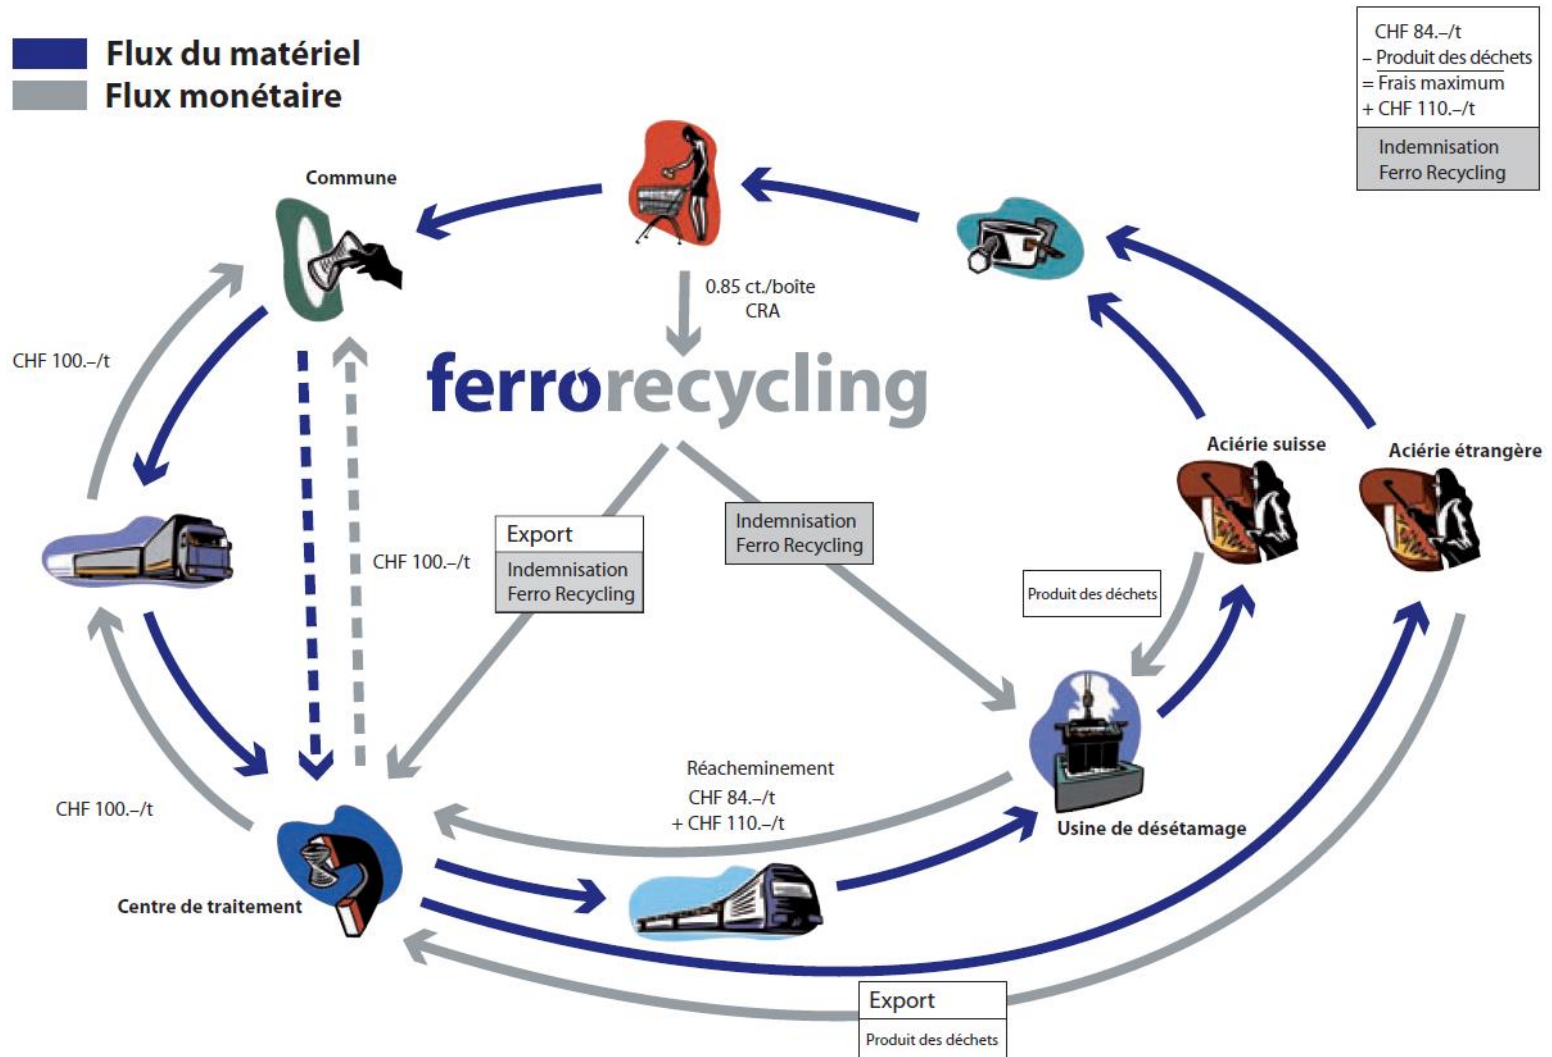 Flux du matériel
Flux monétaire
CHF 84.–/t
– Produit des déchets
= Frais maximum
+ CHF 110.–/t
Indemnisation
Ferro Recycling
Commune
0.85 ct./boîte
CRA
CHF 100.–/t
ferrorecycling
Aciérie suisse
Aciérie étrangère
Export
Indemnisation
Ferro Recycling
Indemnisation
Ferro Recycling
CHF 100.–/t
Produit des déchets
Réacheminement
CHF 84.–/t
+ CHF 110.–/t
CHF 100.–/t
Usine de désétamage
Centre de traitement
Export
Produit des déchets